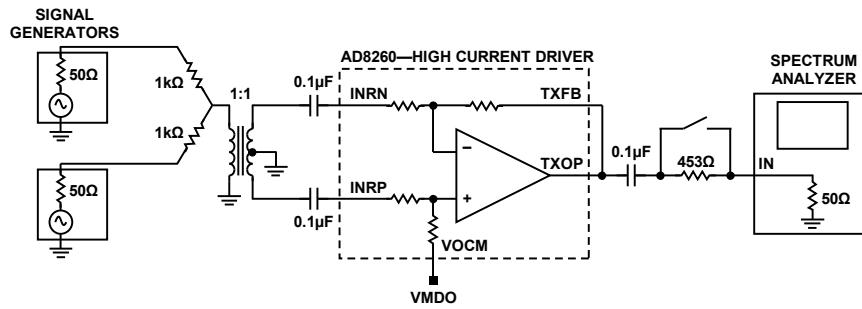 SIGNAL
GENERATORS
50Ω
1kΩ
1kΩ
50Ω
1:1
0.1µF
0.1µF
AD8260—HIGH CURRENT DRIVER
INRN
TXFB
INRP
TXOP
VOCM
VMDO
0.1µF
453Ω
SPECTRUM
ANALYZER
IN
50Ω